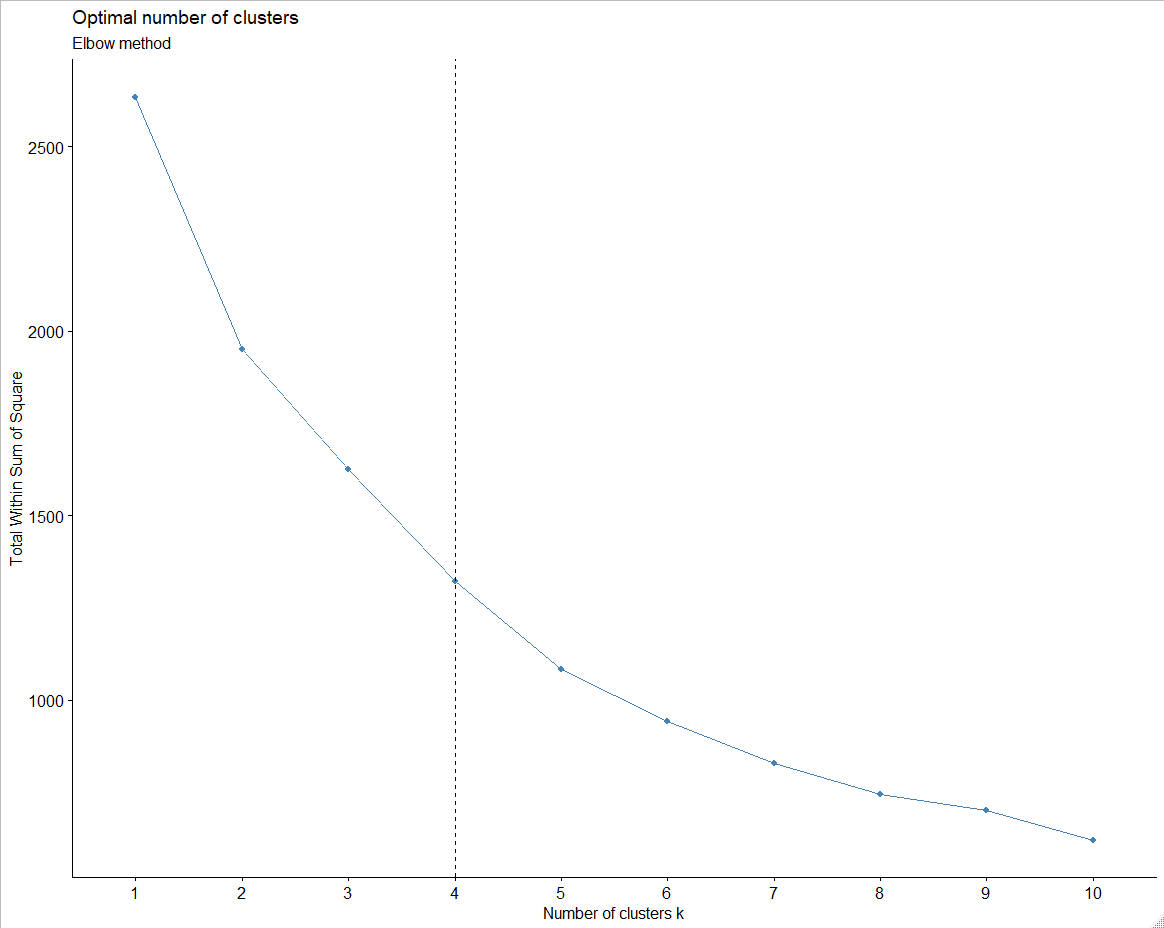 Optimal number of clusters
Elbow method
Total Within Sum of Square
2500
2000
1500
1000
1 2 3 4 5 6 7 8 9 10
Number of clusters k